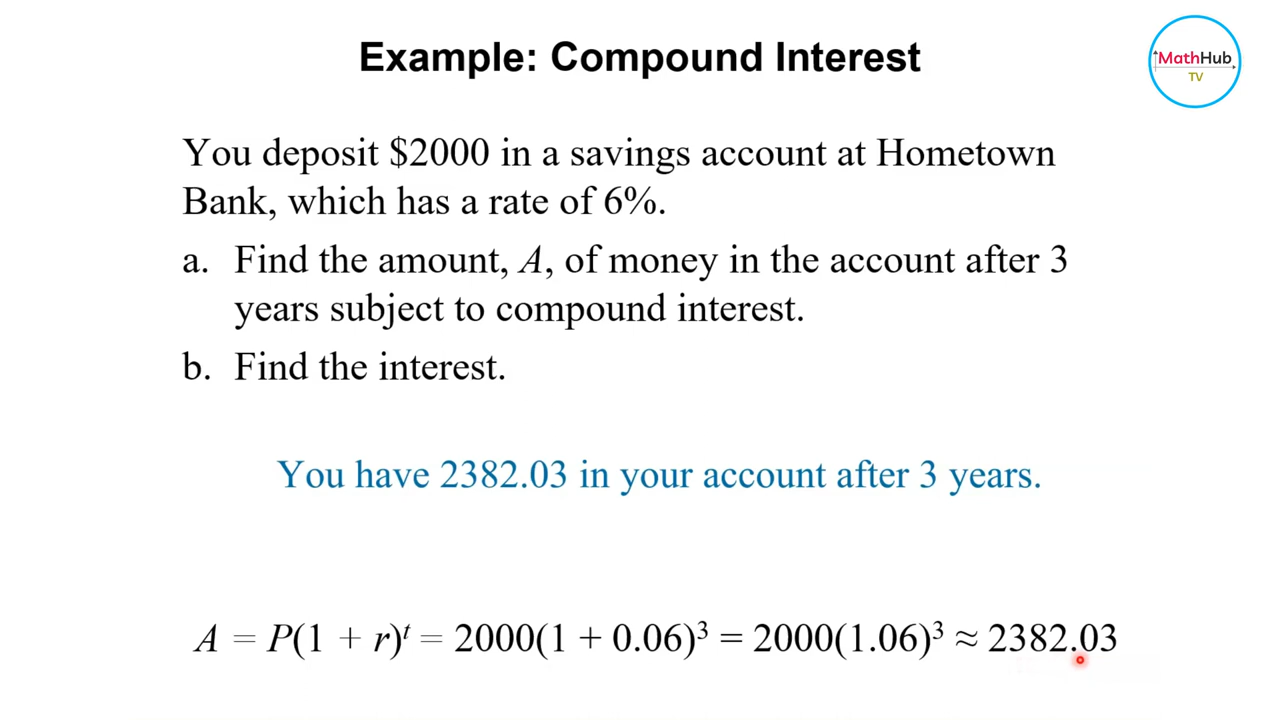 Example: Compound Interest
MathHub
TV
You deposit $2000 in a savings account at Hometown
Bank, which has a rate of 6%.
a. Find the amount, A, of money in the account after 3
years subject to compound interest.
b. Find the interest.
You have 2382.03 in your account after 3 years.
A = P(1 + r)ᵗ = 2000(1 + 0.06)³ = 2000(1.06)³ ≈ 2382.03